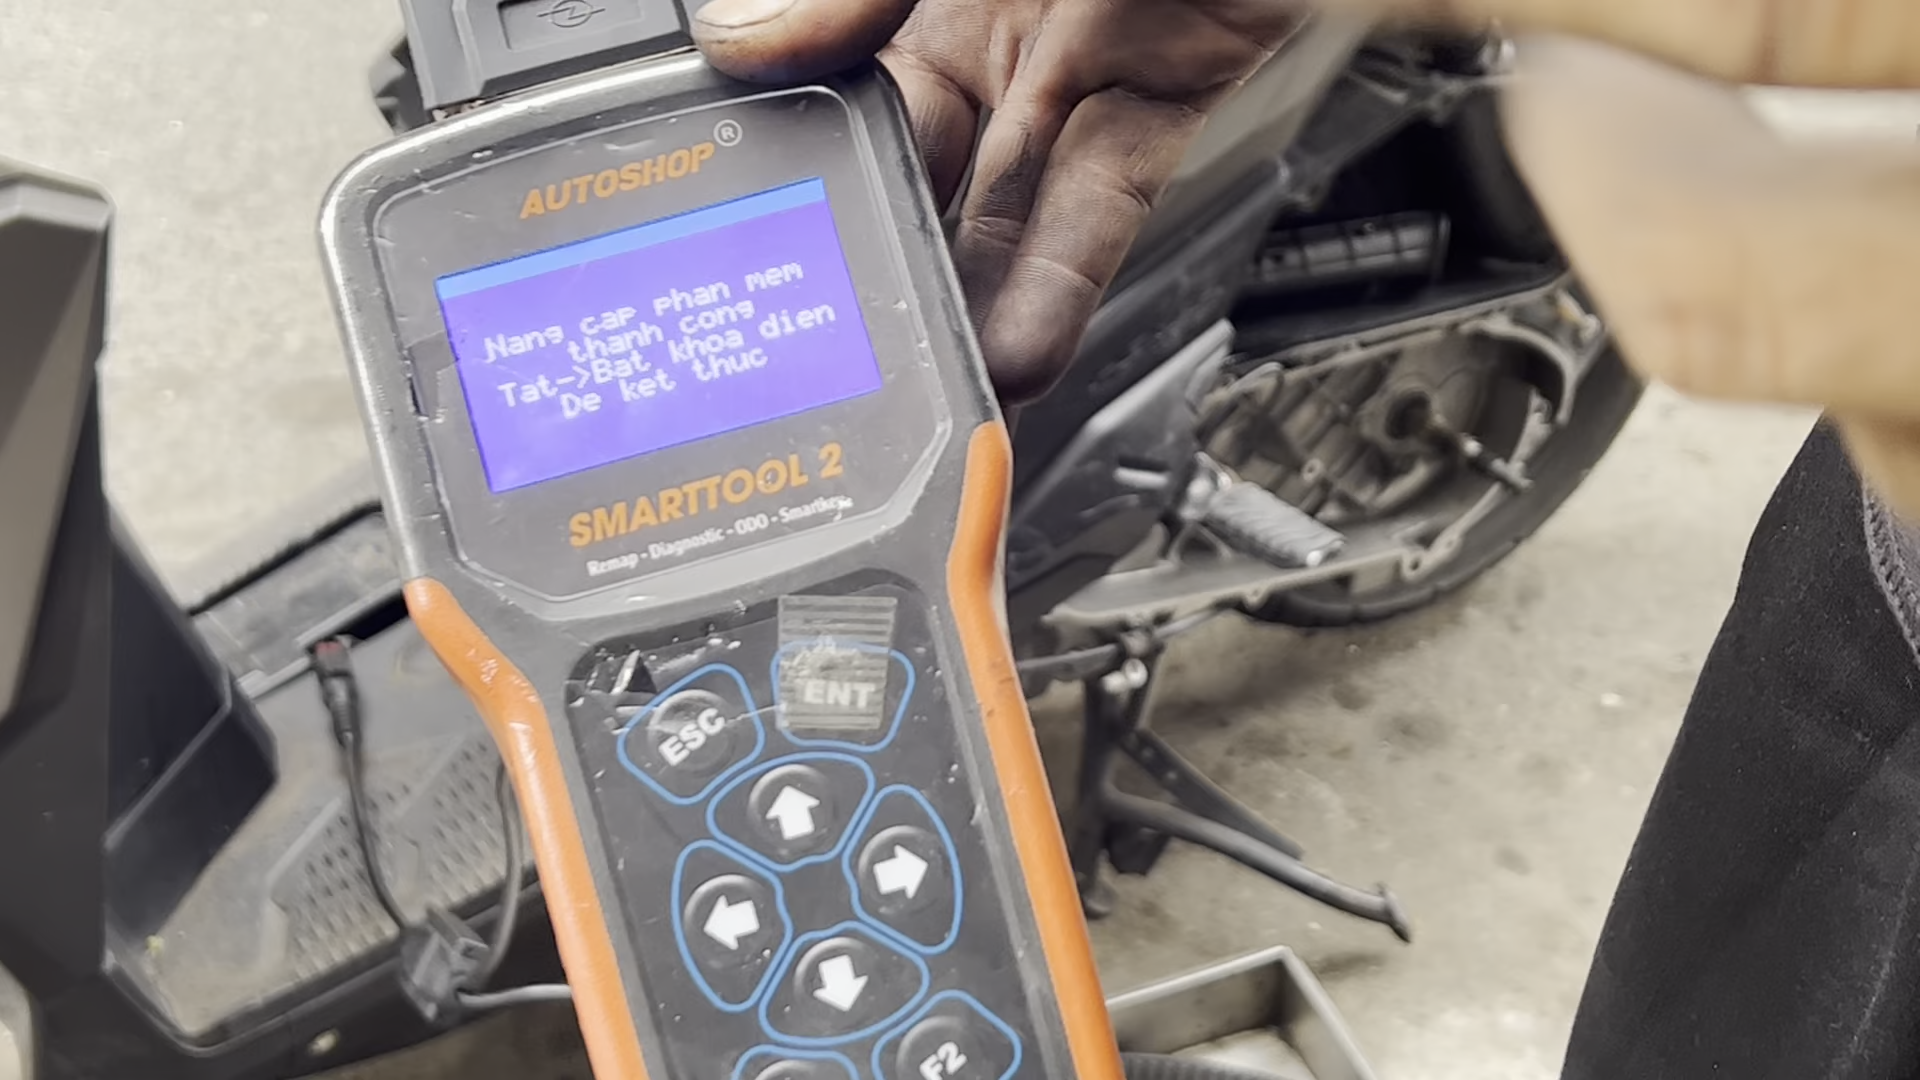 AUTOSHOP®
Nang cap phan mem
thanh cong
Tat->Bat khoa dien
De ket thuc
SMARTTOOL 2
Remap - Diagnostic - ODO - Smartkey
ESC
ENT
F2